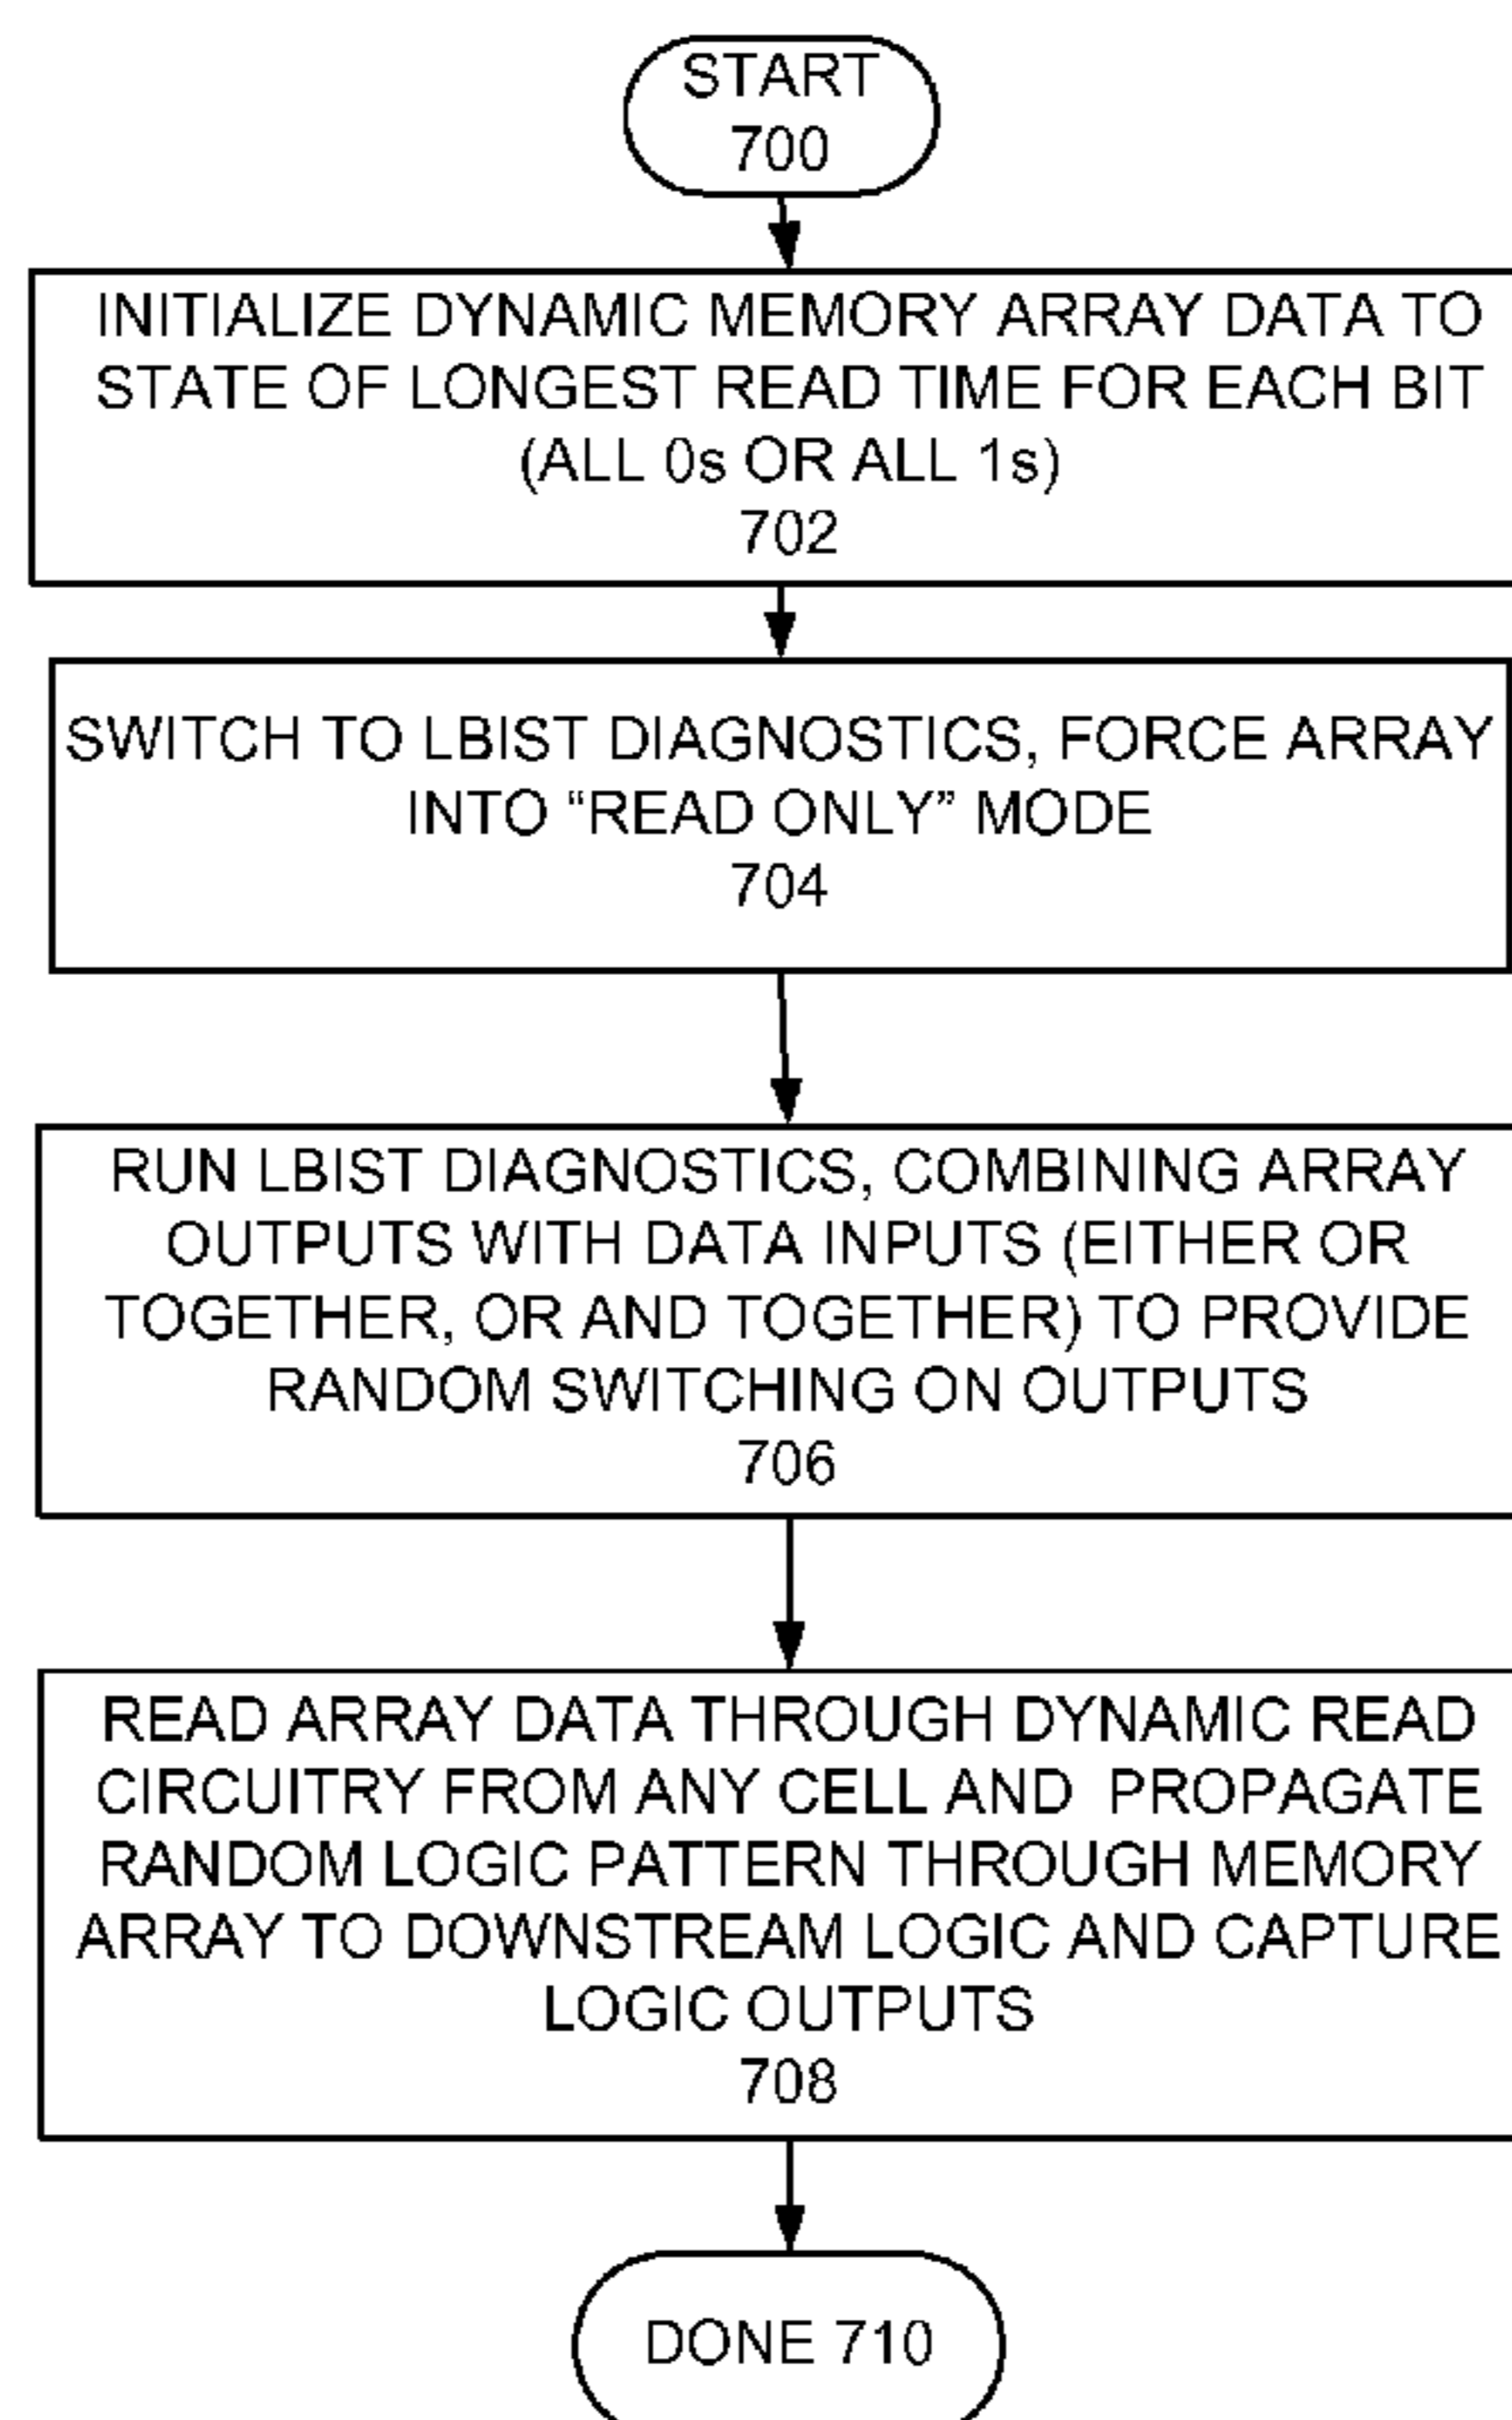 START
700
INITIALIZE DYNAMIC MEMORY ARRAY DATA TO
STATE OF LONGEST READ TIME FOR EACH BIT
(ALL 0s OR ALL 1s)
702
SWITCH TO LBIST DIAGNOSTICS, FORCE ARRAY
INTO “READ ONLY” MODE
704
RUN LBIST DIAGNOSTICS, COMBINING ARRAY
OUTPUTS WITH DATA INPUTS (EITHER OR
TOGETHER, OR AND TOGETHER) TO PROVIDE
RANDOM SWITCHING ON OUTPUTS
706
READ ARRAY DATA THROUGH DYNAMIC READ
CIRCUITRY FROM ANY CELL AND PROPAGATE
RANDOM LOGIC PATTERN THROUGH MEMORY
ARRAY TO DOWNSTREAM LOGIC AND CAPTURE
LOGIC OUTPUTS
708
DONE 710